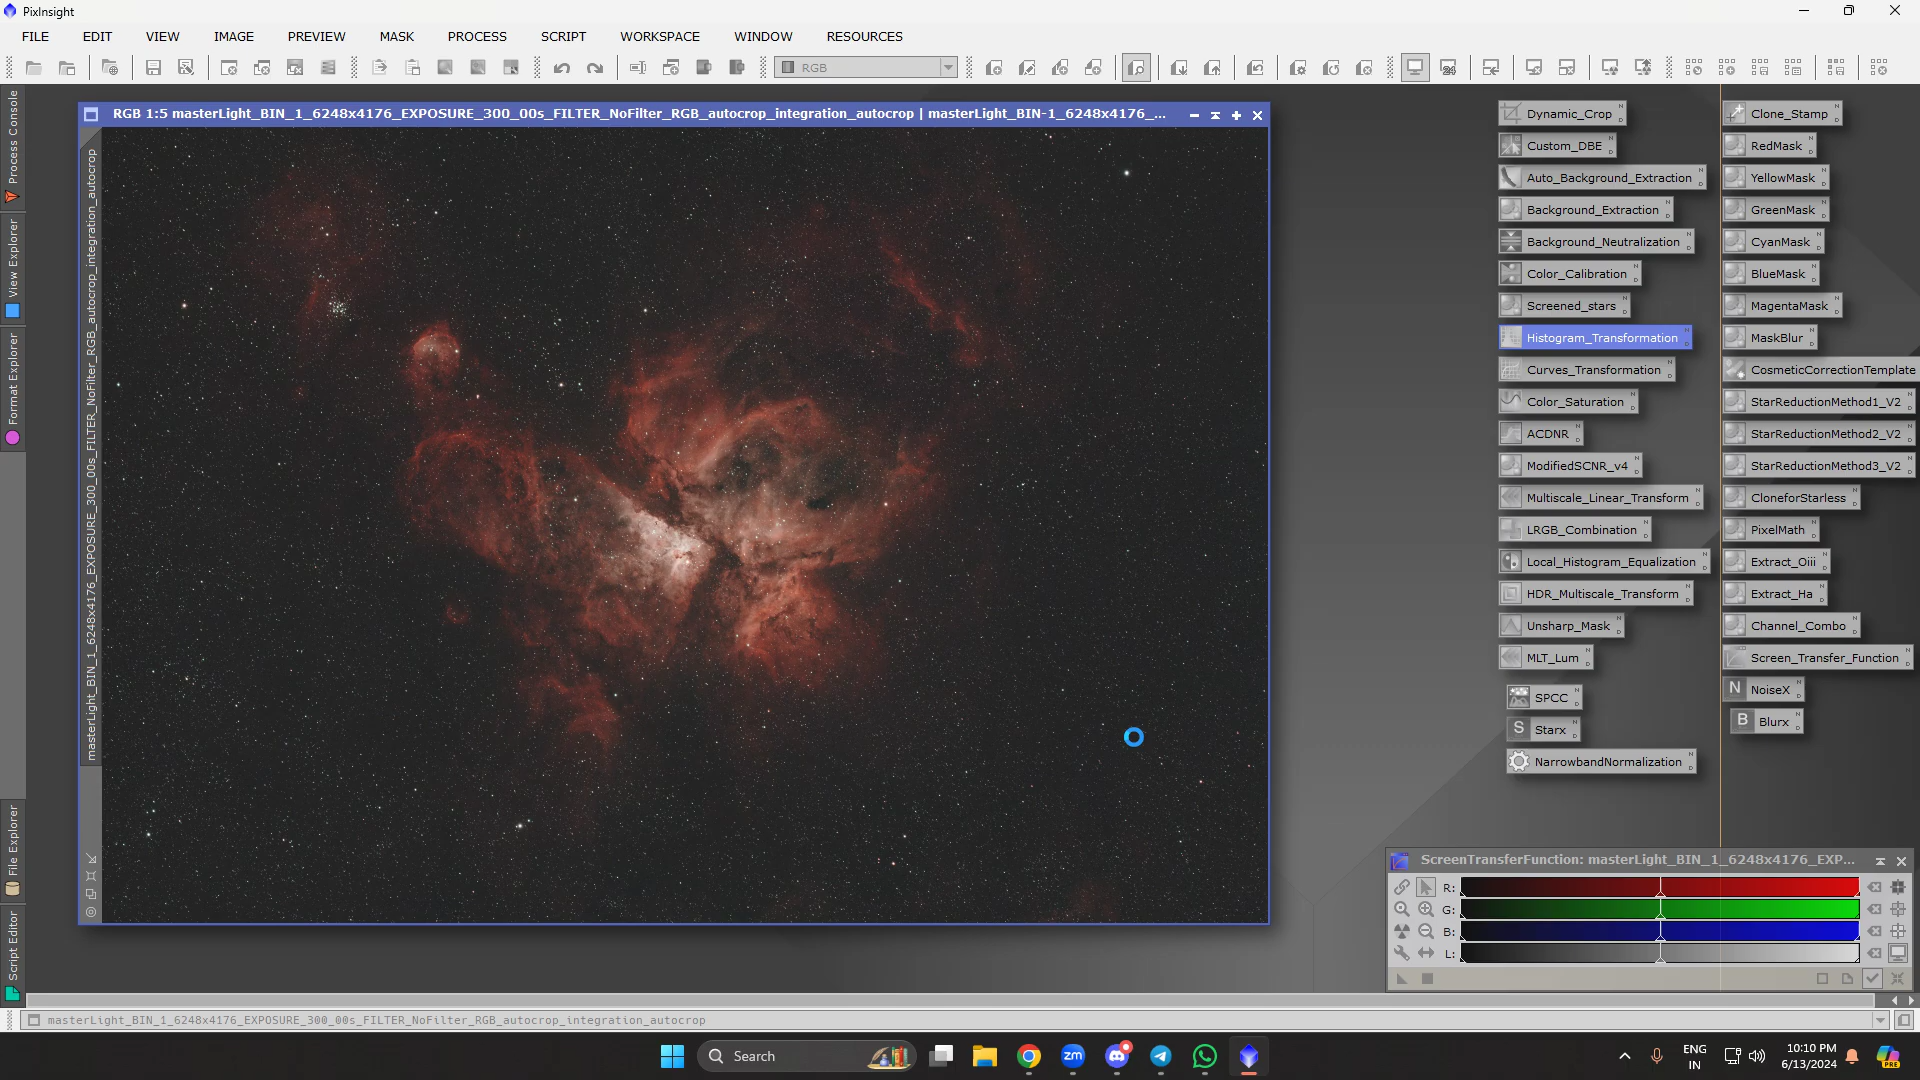 PixInsight
FILE EDIT VIEW IMAGE PREVIEW MASK PROCESS SCRIPT WORKSPACE WINDOW RESOURCES
RGB
RGB 1:5 masterLight_BIN_1_6248x4176_EXPOSURE_300_00s_FILTER_NoFilter_RGB_autocrop_integration_autocrop | masterLight_BIN-1_6248x4176_...
masterLight_BIN_1_6248x4176_EXPOSURE_300_00s_FILTER_NoFilter_RGB_autocrop_integration_autocrop
Process Console
View Explorer
Format Explorer
File Explorer
Script Editor
Dynamic_Crop
Custom_DBE
Auto_Background_Extraction
Background_Extraction
Background_Neutralization
Color_Calibration
Screened_stars
Histogram_Transformation
Curves_Transformation
Color_Saturation
ACDNR
ModifiedSCNR_v4
Multiscale_Linear_Transform
LRGB_Combination
Local_Histogram_Equalization
HDR_Multiscale_Transform
Unsharp_Mask
MLT_Lum
SPCC
S Starx
NarrowbandNormalization
Clone_Stamp
RedMask
YellowMask
GreenMask
CyanMask
BlueMask
MagentaMask
MaskBlur
CosmeticCorrectionTemplate
StarReductionMethod1_V2
StarReductionMethod2_V2
StarReductionMethod3_V2
CloneforStarless
PixelMath
Extract_Oiii
Extract_Ha
Channel_Combo
Screen_Transfer_Function
N NoiseX
B Blurx
ScreenTransferFunction: masterLight_BIN_1_6248x4176_EXP...
R:
G:
B:
L:
masterLight_BIN_1_6248x4176_EXPOSURE_300_00s_FILTER_NoFilter_RGB_autocrop_integration_autocrop
Search
zm
ENG
IN
10:10 PM
6/13/2024
PRE